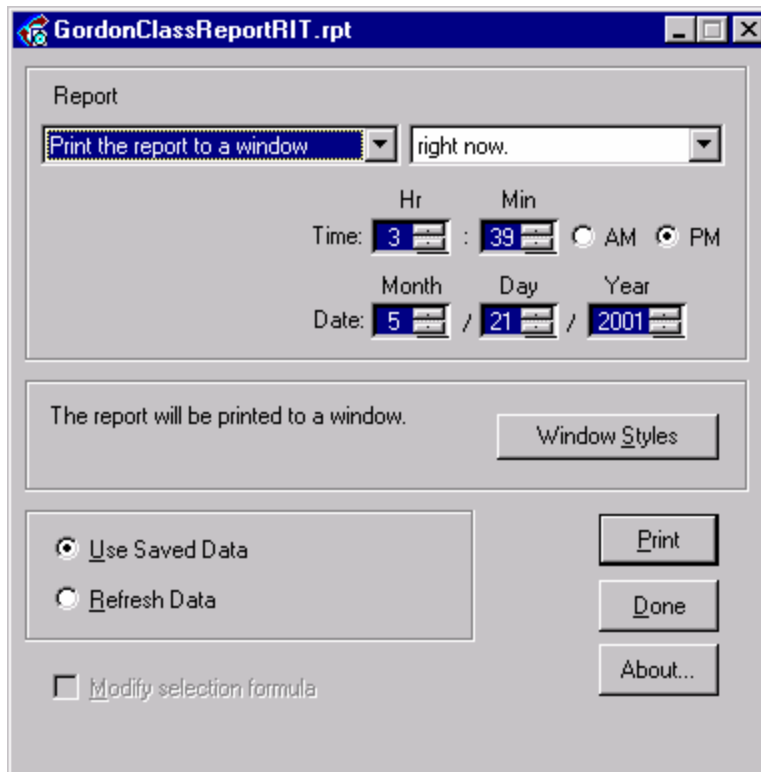 GordonClassReportRIT.rpt
Report
Print the report to a window right now.
Hr Min
Time: 3 : 39 AM PM
Month Day Year
Date: 5 / 21 / 2001
The report will be printed to a window.
Window Styles
Use Saved Data
Refresh Data
Print
Done
About...
Modify selection formula